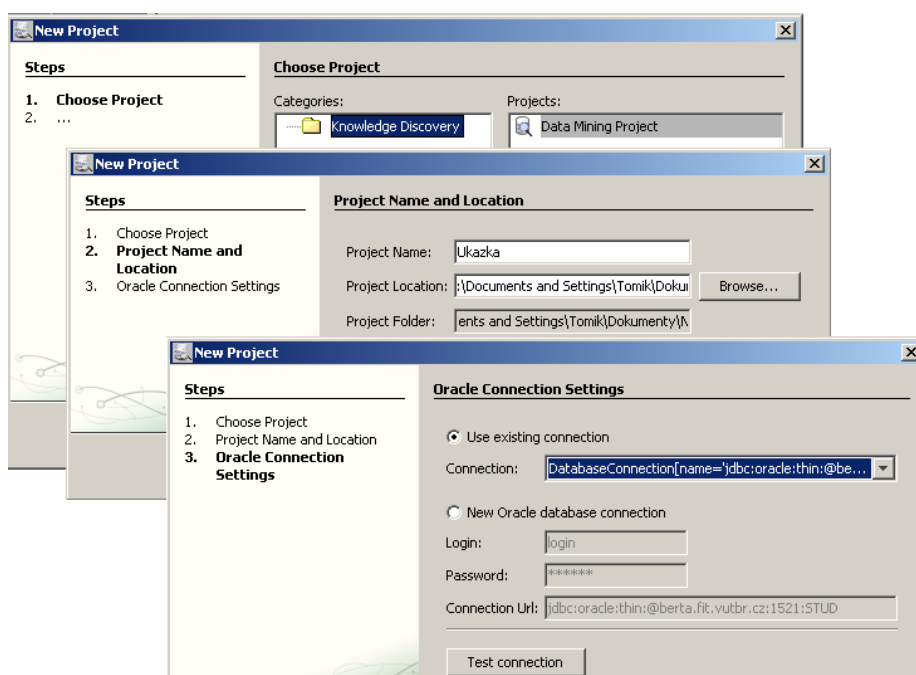 New Project
Steps
Choose Project
1. Choose Project
2. ...
Categories:
Projects:
Knowledge Discovery
Data Mining Project
New Project
Steps
Project Name and Location
1. Choose Project
2. Project Name and
Location
3. Oracle Connection Settings
Project Name: Ukazka
Project Location: :\Documents and Settings\Tomik\Dokui
Browse...
Project Folder: ents and Settings\Tomik\Dokumenty\N
New Project
Steps
Oracle Connection Settings
1. Choose Project
2. Project Name and Location
3. Oracle Connection
Settings
Use existing connection
Connection: DatabaseConnection[name='jdbc:oracle:thin:@be...
New Oracle database connection
Login: login
Password: ******
Connection Url: jdbc:oracle:thin:@berta.fit.vutbr.cz:1521:STUD
Test connection